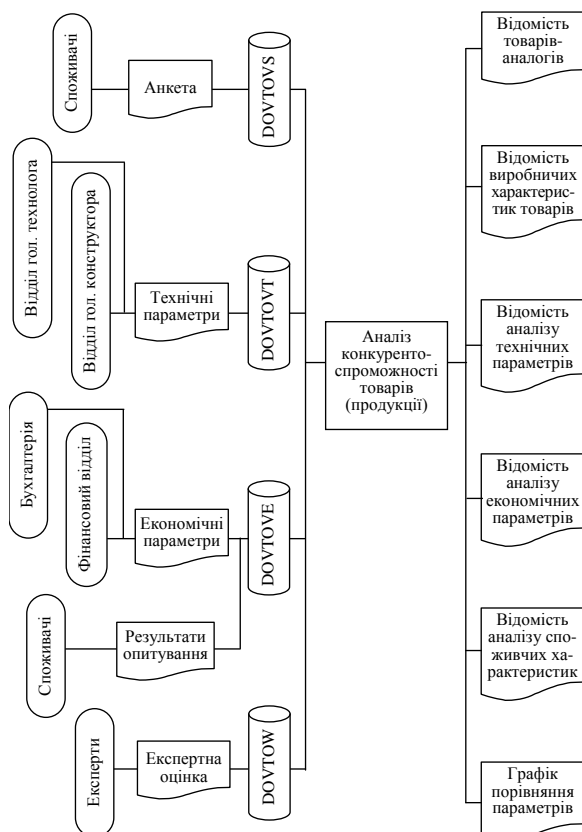 Споживачі
Анкета
DOVTOVS
Відділ гол. технолога
Відділ гол. конструктора
Технічні
параметри
DOVTOVT
Бухгалтерія
Фінансовий відділ
Економічні
параметри
DOVTOVE
Споживачі
Результати
опитування
Експерти
Експертна
оцінка
DOVTOW
Аналіз
конкуренто-
спроможності
товарів
(продукції)
Відомість
товарів-
аналогів
Відомість
виробничих
характерис-
тик товарів
Відомість
аналізу
технічних
параметрів
Відомість
аналізу
економічних
параметрів
Відомість
аналізу спо-
живчих ха-
рактеристик
Графік
порівняння
параметрів